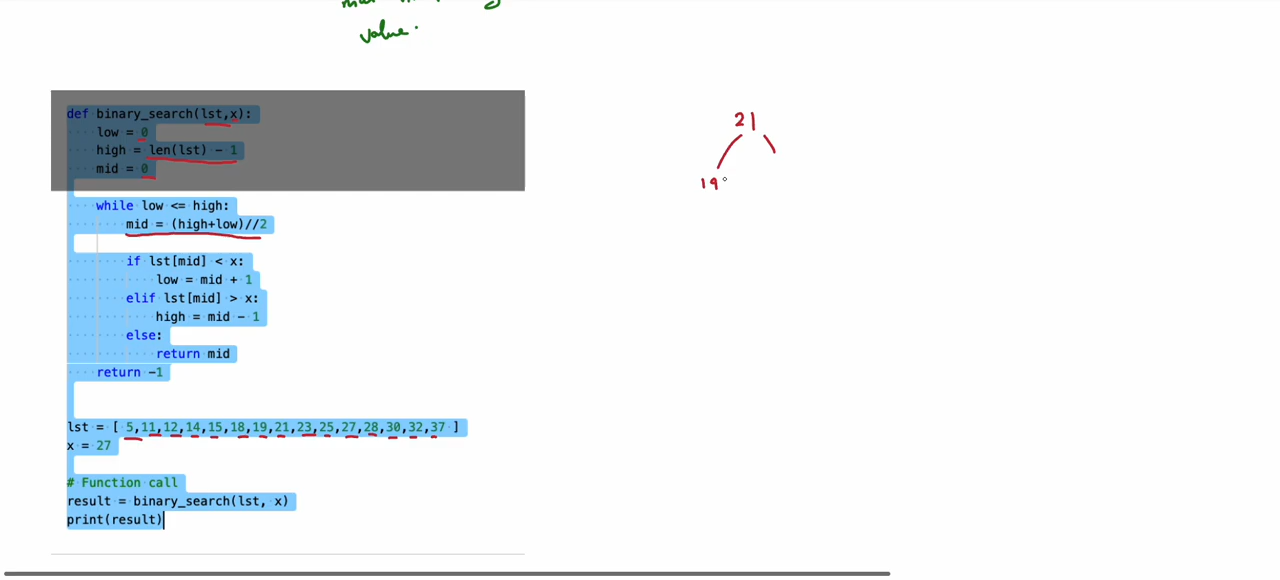 value.
def binary_search(lst,x):
    low = 0
    high = len(lst) - 1
    mid = 0
    while low <= high:
        mid = (high+low)//2
        if lst[mid] < x:
            low = mid + 1
        elif lst[mid] > x:
            high = mid - 1
        else:
            return mid
    return -1
lst = [ 5,11,12,14,15,18,19,21,23,25,27,28,30,32,37 ]
x = 27
# Function call
result = binary_search(lst, x)
print(result)
21
19